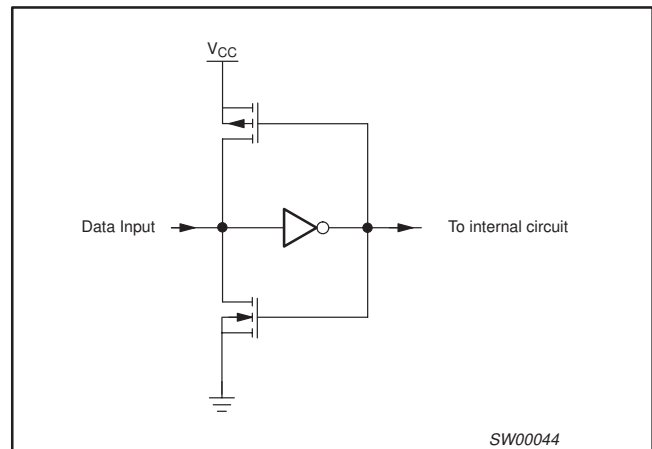 VCC
Data Input
To internal circuit
SW00044